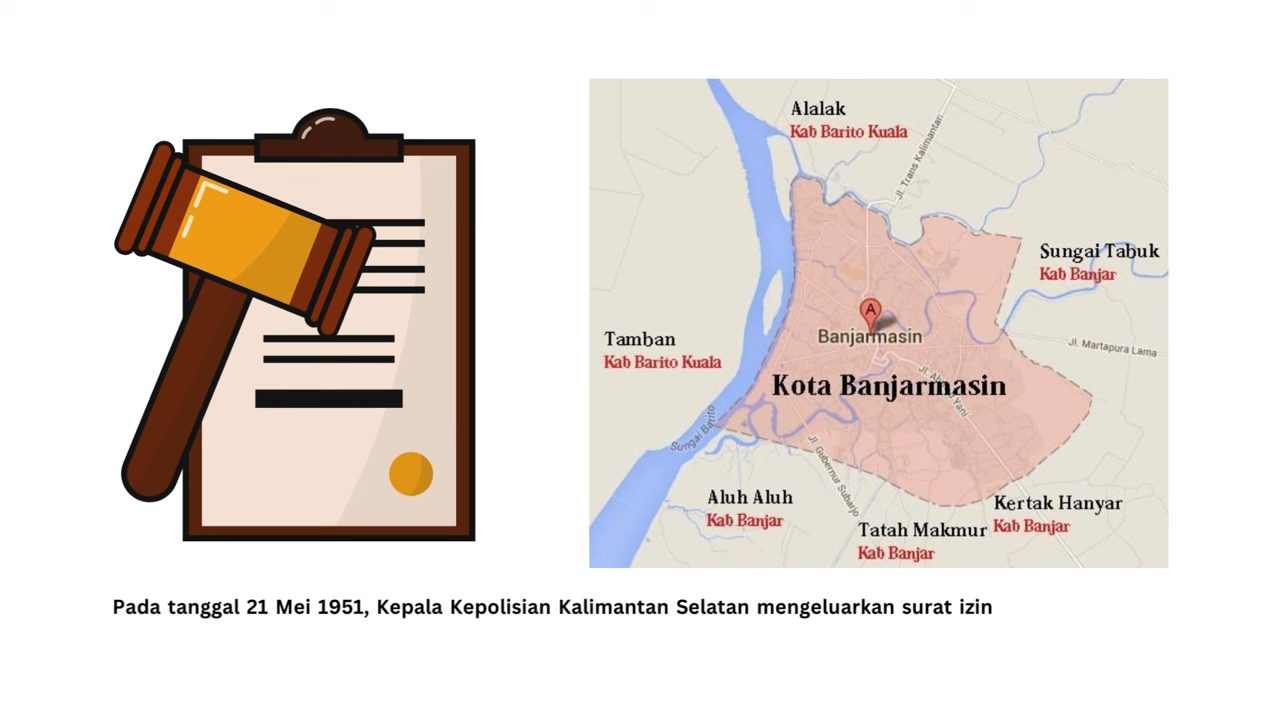 Alalak
Kab Barito Kuala
Jl. Trans Kalimantan
Sungai Tabuk
Kab Banjar
Tamban
Kab Barito Kuala
A
Banjarmasin
Jl. Martapura Lama
Kota Banjarmasin
Yani
Sungai Barito
Jl. Gubernur Subarjo
Aluh Aluh
Kab Banjar
Kertak Hanyar
Kab Banjar
Tatah Makmur
Kab Banjar
Pada tanggal 21 Mei 1951, Kepala Kepolisian Kalimantan Selatan mengeluarkan surat izin